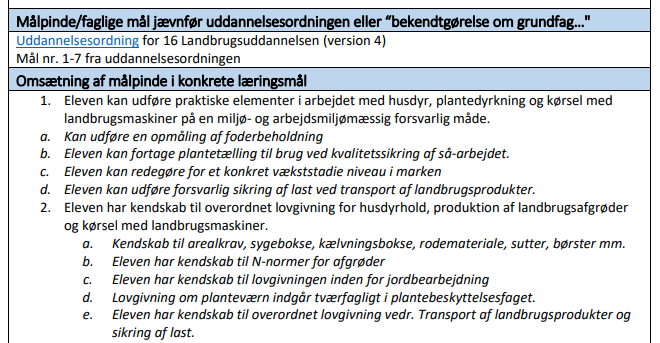 Målpinde/faglige mål jævnfør uddannelsesordningen eller “bekendtgørelse om grundfag…"
Uddannelsesordning for 16 Landbrugsuddannelsen (version 4)
Mål nr. 1-7 fra uddannelsesordningen
Omsætning af målpinde i konkrete læringsmål
1. Eleven kan udføre praktiske elementer i arbejdet med husdyr, plantedyrkning og kørsel med
landbrugsmaskiner på en miljø- og arbejdsmiljømæssig forsvarlig måde.
a. Kan udføre en opmåling af foderbeholdning
b. Eleven kan fortage plantetælling til brug ved kvalitetssikring af så-arbejdet.
c. Eleven kan redegøre for et konkret vækststadie niveau i marken
d. Eleven kan udføre forsvarlig sikring af last ved transport af landbrugsprodukter.
2. Eleven har kendskab til overordnet lovgivning for husdyrhold, produktion af landbrugsafgrøder
og kørsel med landbrugsmaskiner.
a. Kendskab til arealkrav, sygebokse, kælvningsbokse, rodemateriale, sutter, børster mm.
b. Eleven har kendskab til N-normer for afgrøder
c. Eleven har kendskab til lovgivningen inden for jordbearbejdning
d. Lovgivning om planteværn indgår tværfagligt i plantebeskyttelsesfaget.
e. Eleven har kendskab til overordnet lovgivning vedr. Transport af landbrugsprodukter og
sikring af last.